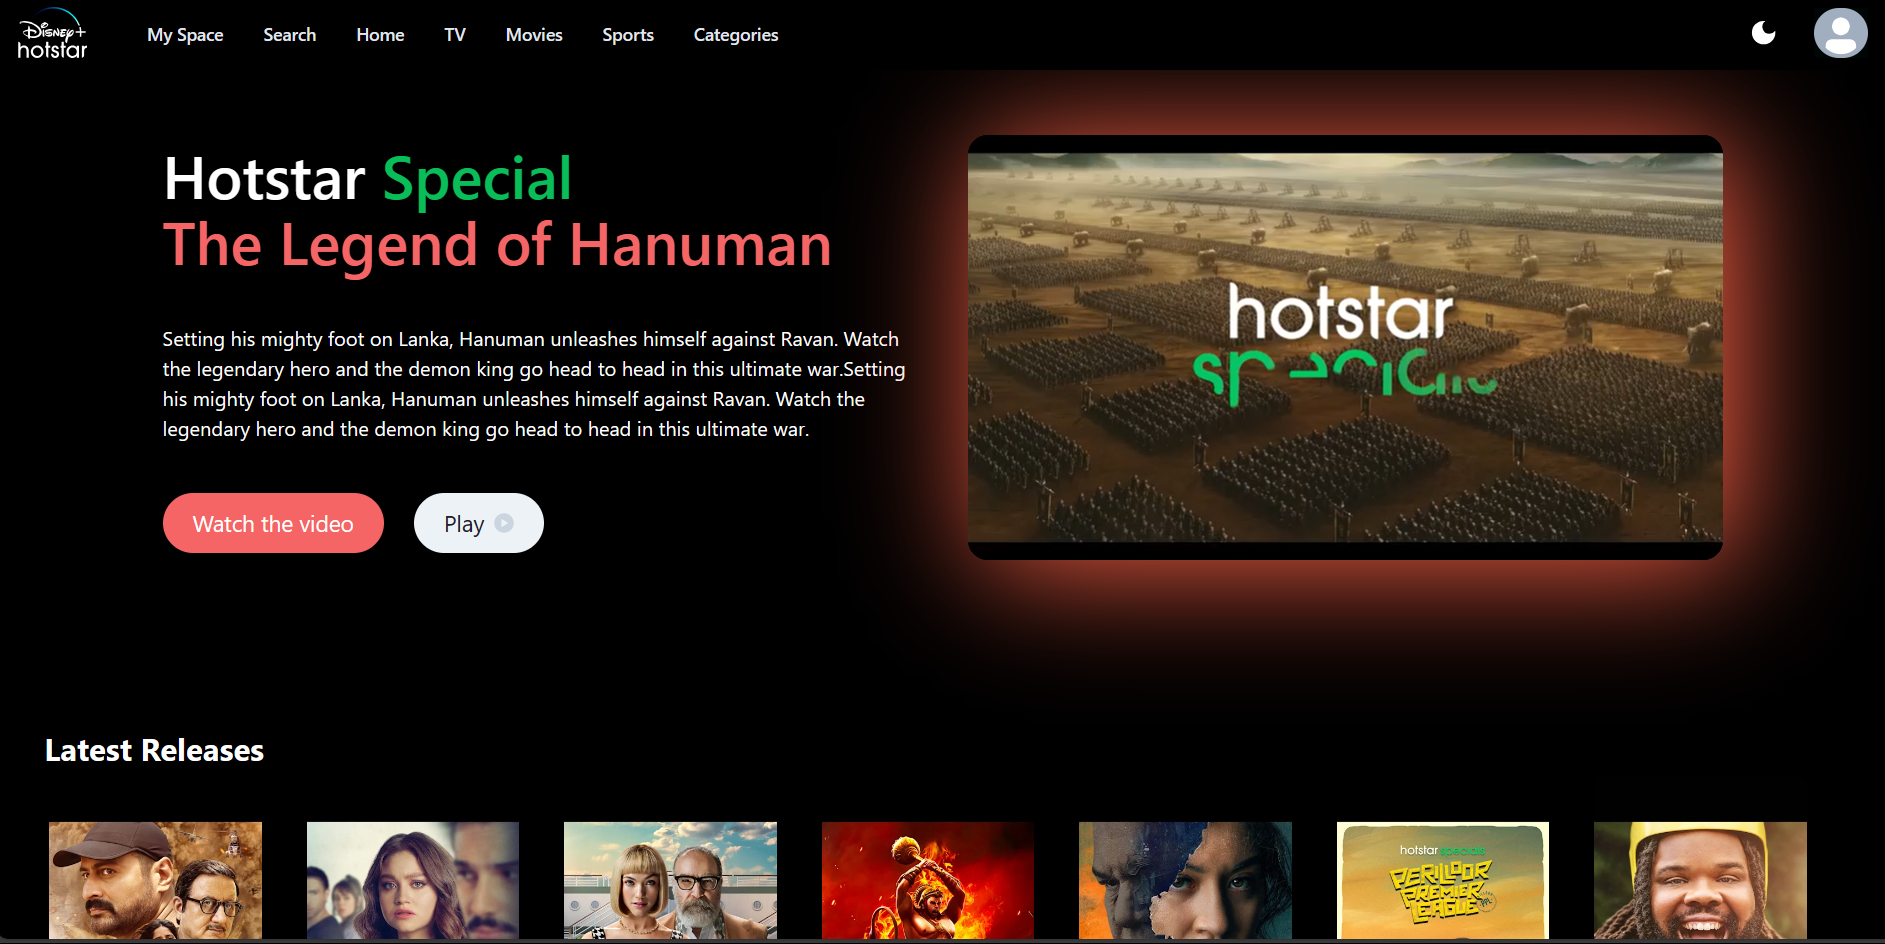 Disney+
hotstar
My Space
Search
Home
TV
Movies
Sports
Categories
Hotstar Special
The Legend of Hanuman
Setting his mighty foot on Lanka, Hanuman unleashes himself against Ravan. Watch
the legendary hero and the demon king go head to head in this ultimate war.Setting
his mighty foot on Lanka, Hanuman unleashes himself against Ravan. Watch the
legendary hero and the demon king go head to head in this ultimate war.
Watch the video
Play
hotstar
Latest Releases
hotstar specials
PERILLOOR
PREMIER
LEAGUE